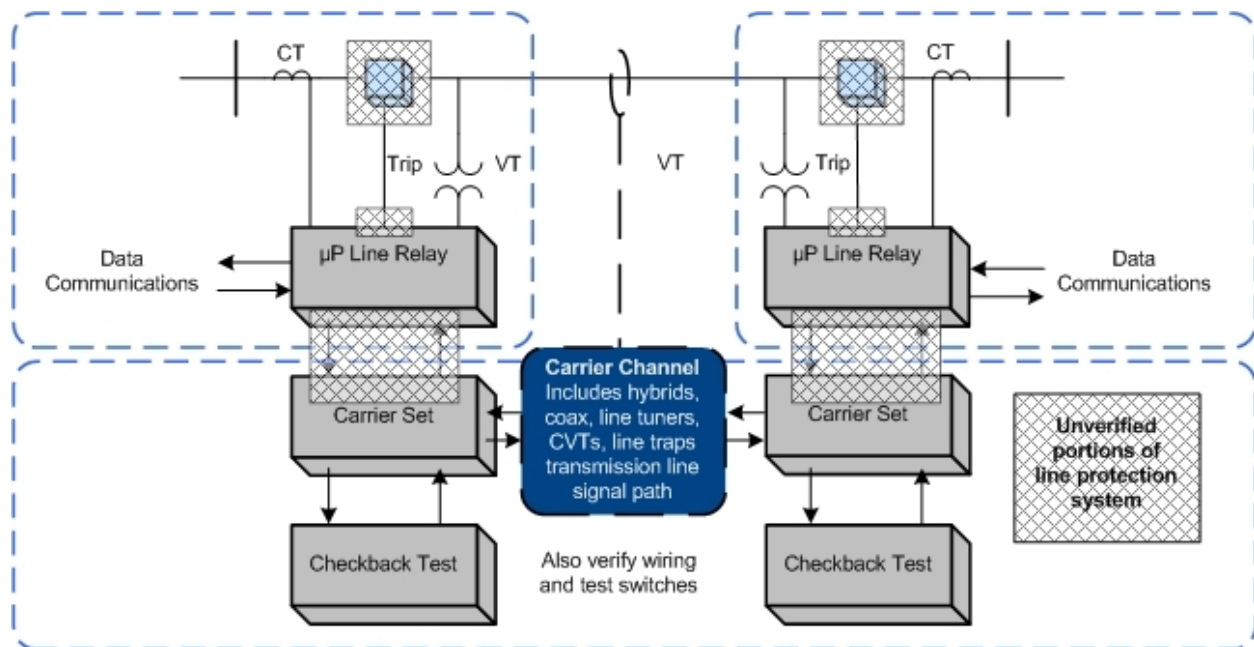 CT
CT
Trip
VT
VT
Trip
µP Line Relay
µP Line Relay
Data
Communications
Data
Communications
Carrier Channel
Includes hybrids,
coax, line tuners,
CVTs, line traps
transmission line
signal path
Carrier Set
Carrier Set
Unverified
portions of
line protection
system
Checkback Test
Also verify wiring
and test switches
Checkback Test